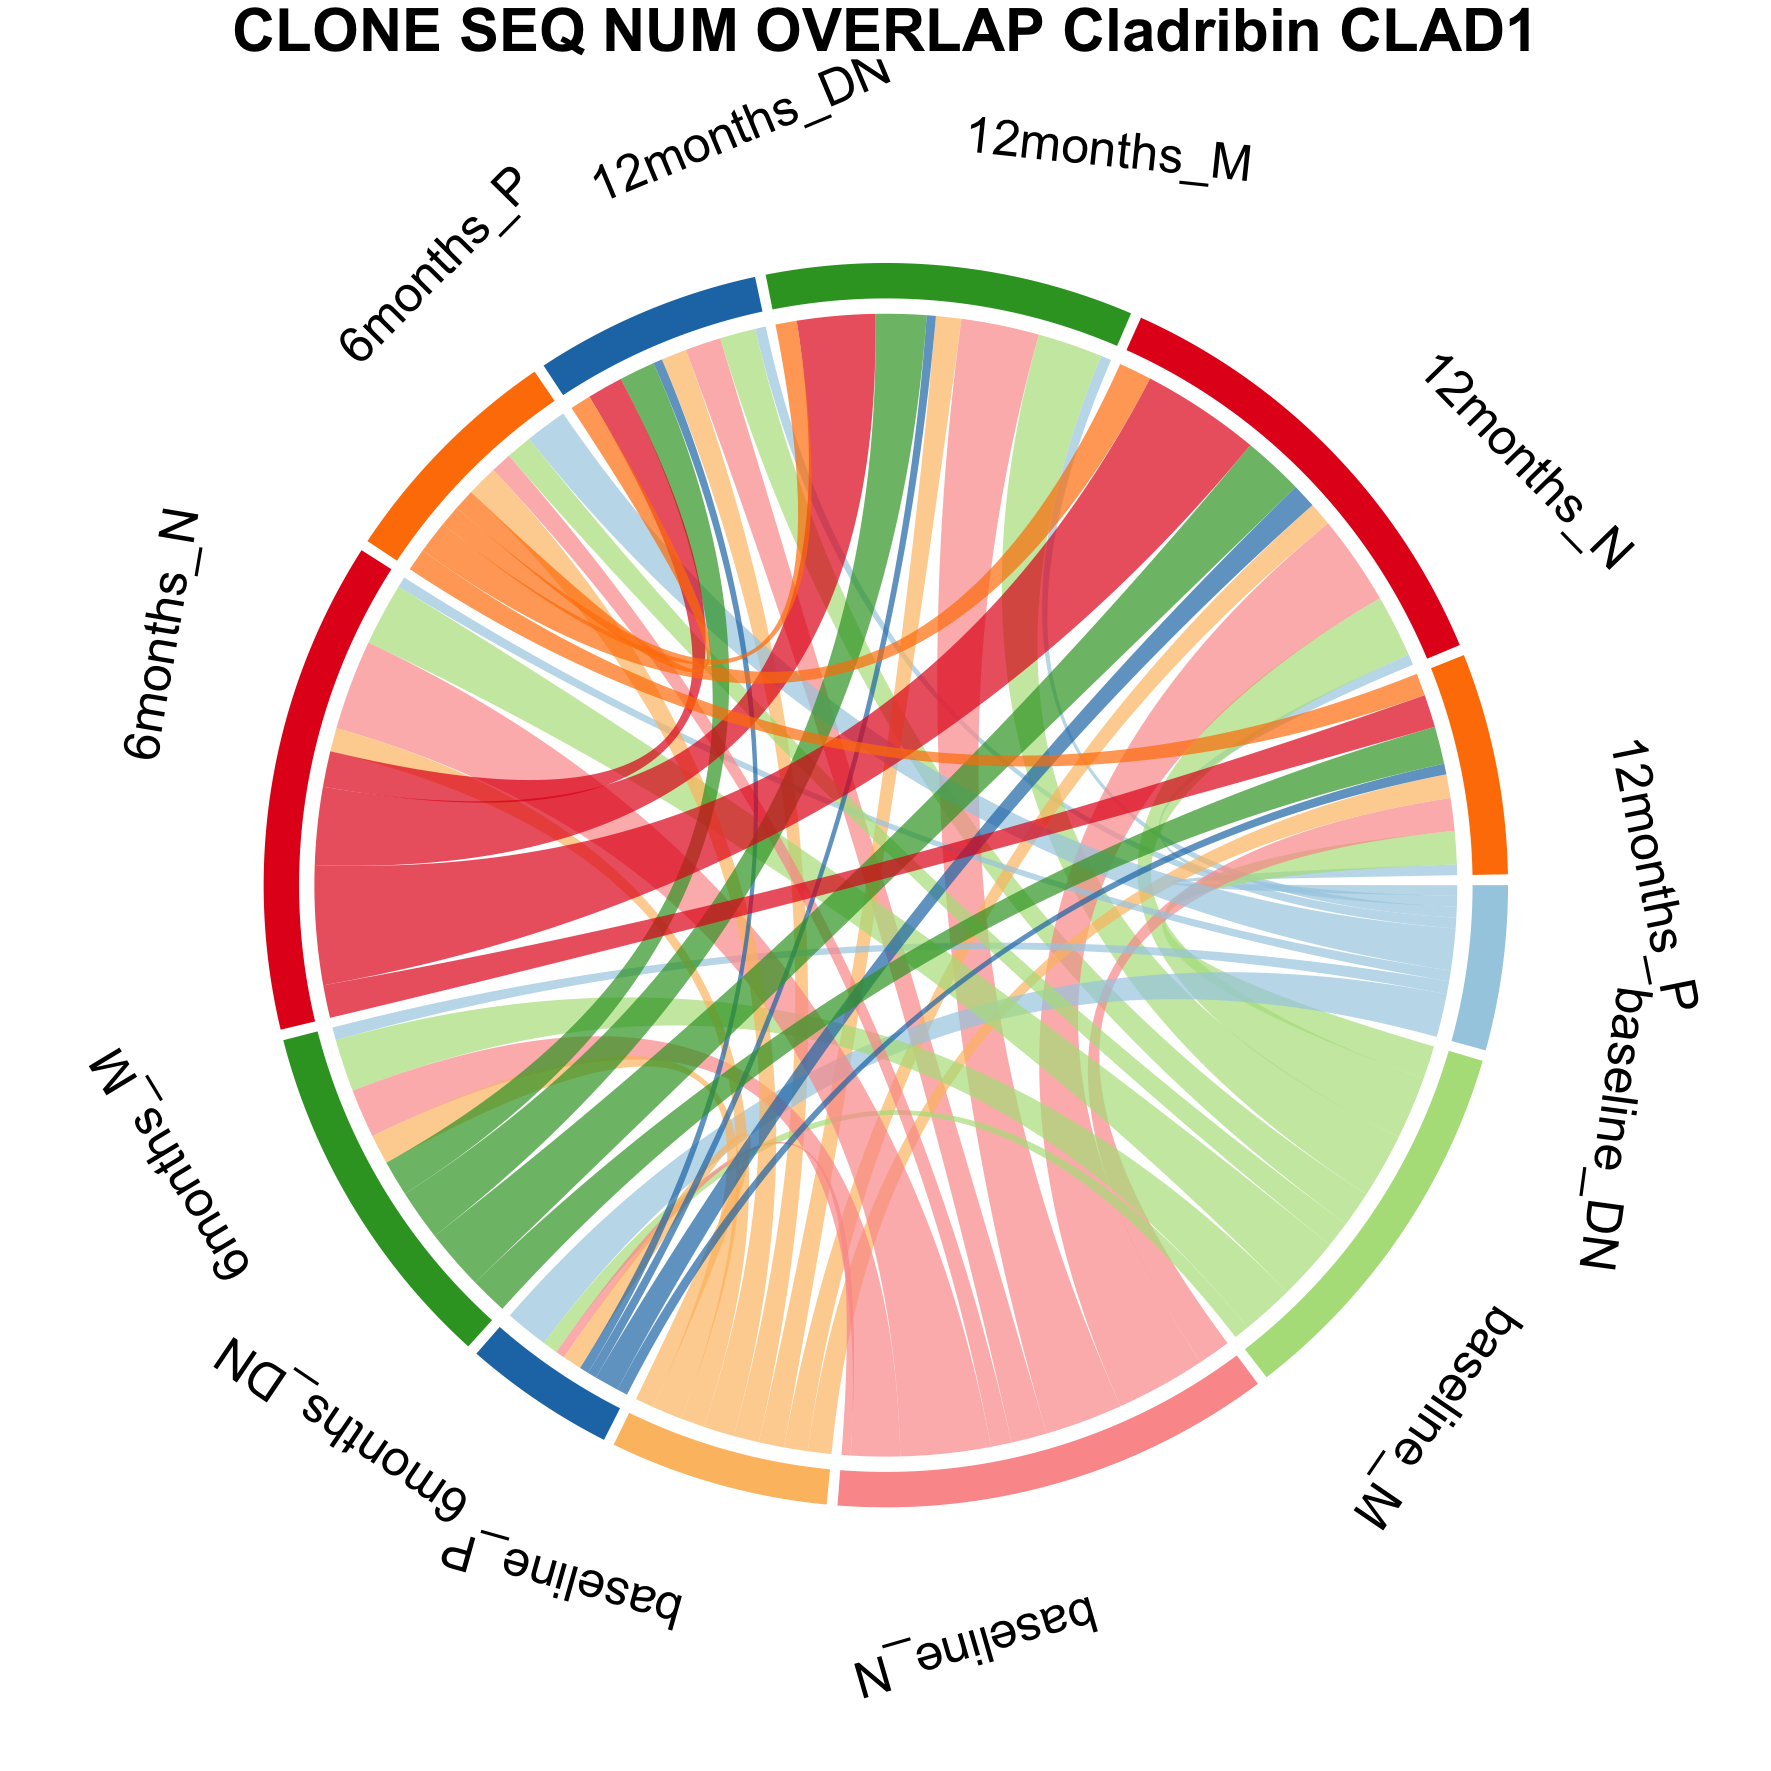 CLONE SEQ NUM OVERLAP Cladribin CLAD1
12months_DN
12months_M
6months_P
12months_N
6months_N
12months_P
baseline_DN
6months_M
baseline_M
6months_DN
baseline_P
baseline_N